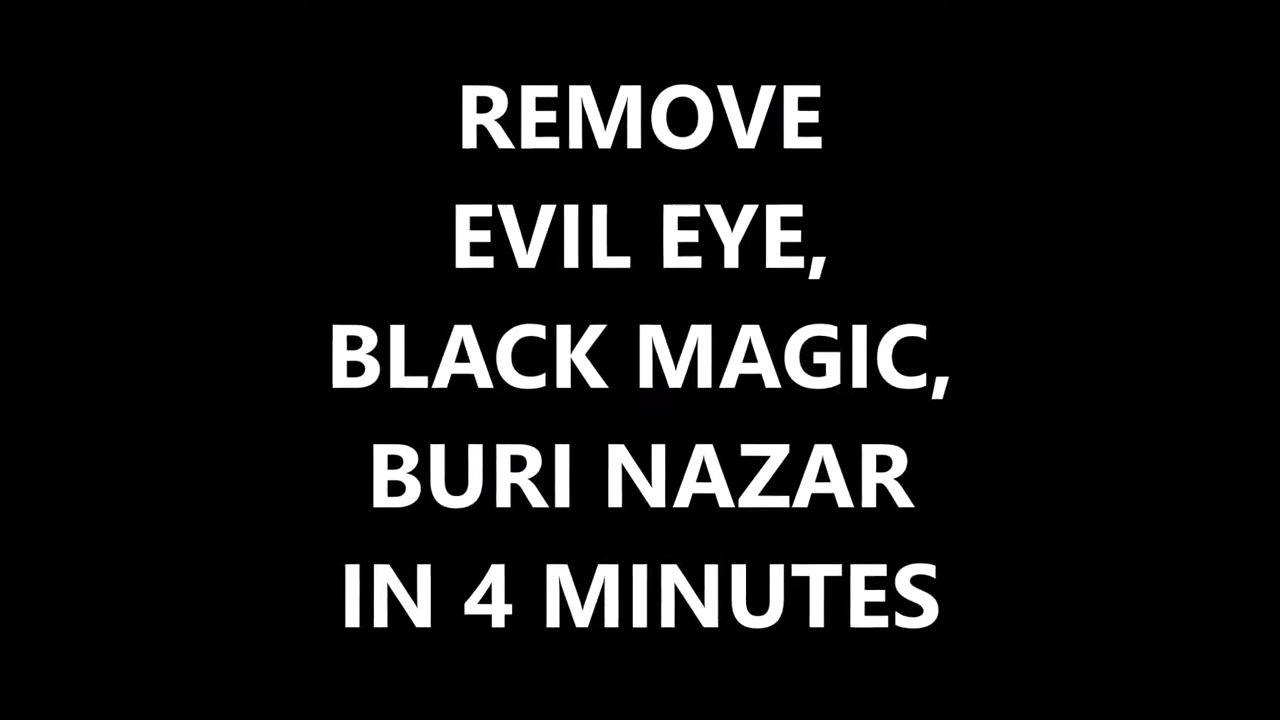 REMOVE
EVIL EYE,
BLACK MAGIC,
BURI NAZAR
IN 4 MINUTES